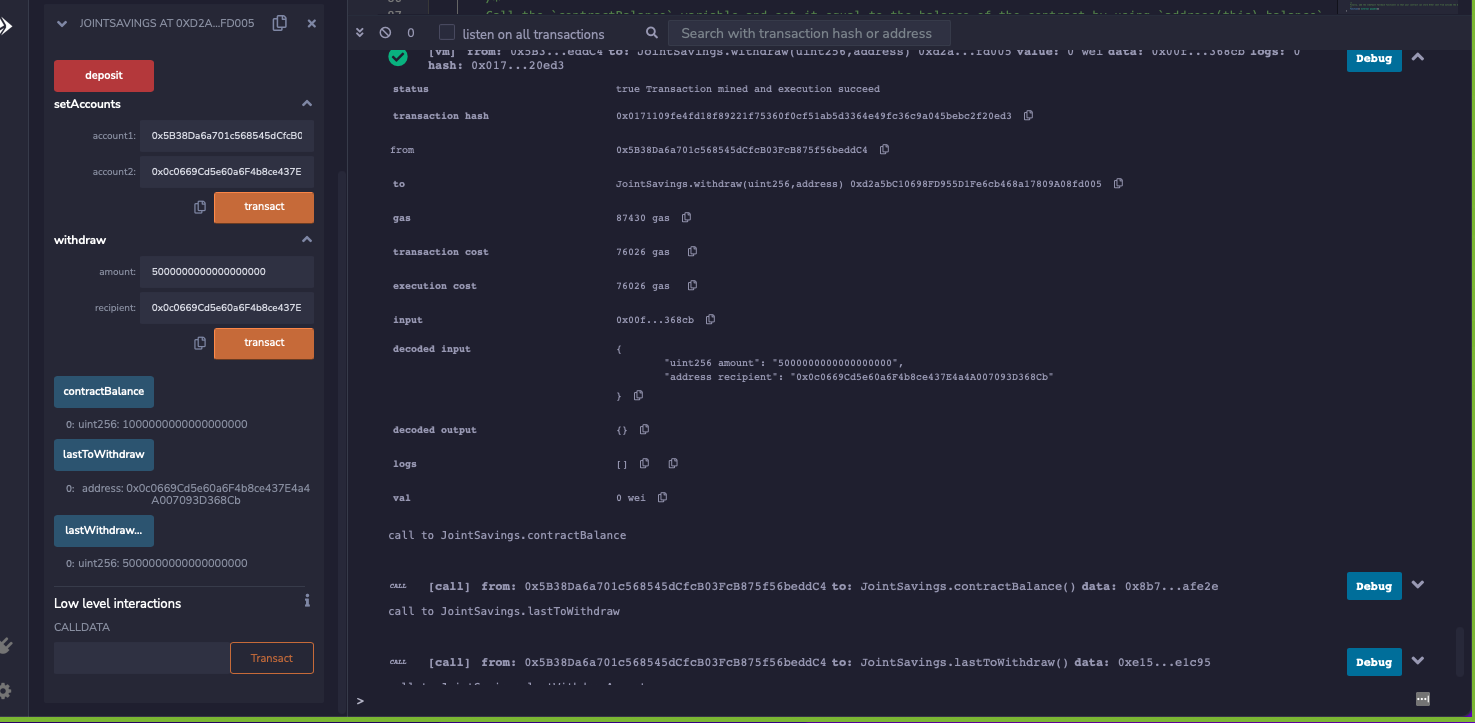 JOINTSAVINGS AT 0XD2A...FD005
deposit
setAccounts
account1: 0x5B38Da6a701c568545dCfcB0
account2: 0x0c0669Cd5e60a6F4b8ce437E
transact
withdraw
amount: 5000000000000000000
recipient: 0x0c0669Cd5e60a6F4b8ce437E
transact
contractBalance
0: uint256: 1000000000000000000
lastToWithdraw
0: address: 0x0c0669Cd5e60a6F4b8ce437E4a4
A007093D368Cb
lastWithdraw...
0: uint256: 5000000000000000000
Low level interactions
CALLDATA
Transact
0 listen on all transactions Search with transaction hash or address
[vm] from: 0x5B3...eddC4 to: JointSavings.withdraw(uint256,address) 0xd2a...fd005 value: 0 wei data: 0x00f...368cb logs: 0
hash: 0x017...20ed3
Debug
status true Transaction mined and execution succeed
transaction hash 0x0171109fe4fd18f89221f75360f0cf51ab5d3364e49fc36c9a045bebc2f20ed3
from 0x5B38Da6a701c568545dCfcB03FcB875f56beddC4
to JointSavings.withdraw(uint256,address) 0xd2a5bC10698FD955D1Fe6cb468a17809A08fd005
gas 87430 gas
transaction cost 76026 gas
execution cost 76026 gas
input 0x00f...368cb
decoded input {
"uint256 amount": "5000000000000000000",
"address recipient": "0x0c0669Cd5e60a6F4b8ce437E4a4A007093D368Cb"
}
decoded output {}
logs []
val 0 wei
call to JointSavings.contractBalance
CALL [call] from: 0x5B38Da6a701c568545dCfcB03FcB875f56beddC4 to: JointSavings.contractBalance() data: 0x8b7...afe2e
Debug
call to JointSavings.lastToWithdraw
CALL [call] from: 0x5B38Da6a701c568545dCfcB03FcB875f56beddC4 to: JointSavings.lastToWithdraw() data: 0xe15...e1c95
Debug
>